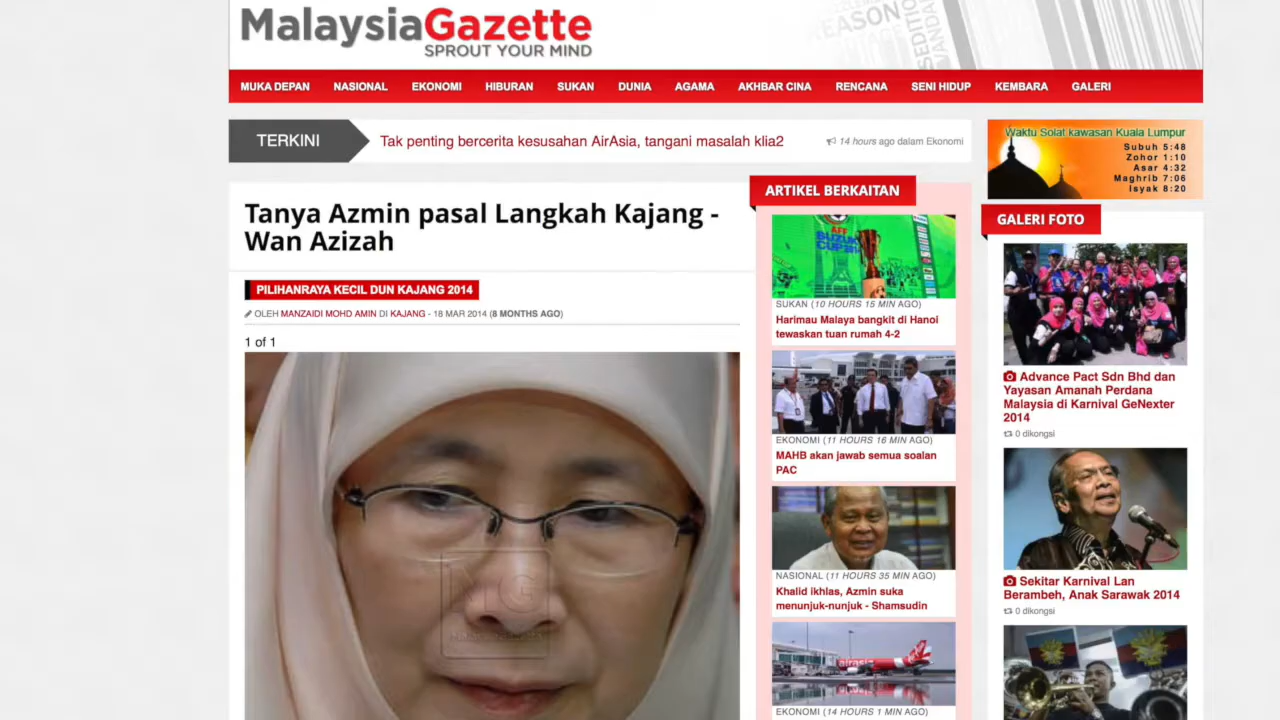 MalaysiaGazette
SPROUT YOUR MIND
MUKA DEPAN NASIONAL EKONOMI HIBURAN SUKAN DUNIA AGAMA AKHBAR CINA RENCANA SENI HIDUP KEMBARA GALERI
TERKINI
Tak penting bercerita kesusahan AirAsia, tangani masalah klia2
14 hours ago dalam Ekonomi
Waktu Solat kawasan Kuala Lumpur
Subuh 5:48
Zohor 1:10
Asar 4:32
Maghrib 7:06
Isyak 8:20
Tanya Azmin pasal Langkah Kajang -
Wan Azizah
PILIHANRAYA KECIL DUN KAJANG 2014
OLEH MANZAIDI MOHD AMIN DI KAJANG - 18 MAR 2014 (8 MONTHS AGO)
1 of 1
MG
MalaysiaGazette
ARTIKEL BERKAITAN
AFF
SUZUKI
CUP
SUKAN (10 HOURS 15 MIN AGO)
Harimau Malaya bangkit di Hanoi
tewaskan tuan rumah 4-2
EKONOMI (11 HOURS 16 MIN AGO)
MAHB akan jawab semua soalan
PAC
NASIONAL (11 HOURS 35 MIN AGO)
Khalid ikhlas, Azmin suka
menunjuk-nunjuk - Shamsudin
airasia
EKONOMI (14 HOURS 1 MIN AGO)
GALERI FOTO
Advance Pact Sdn Bhd dan
Yayasan Amanah Perdana
Malaysia di Karnival GeNexter
2014
0 dikongsi
Sekitar Karnival Lan
Berambeh, Anak Sarawak 2014
0 dikongsi